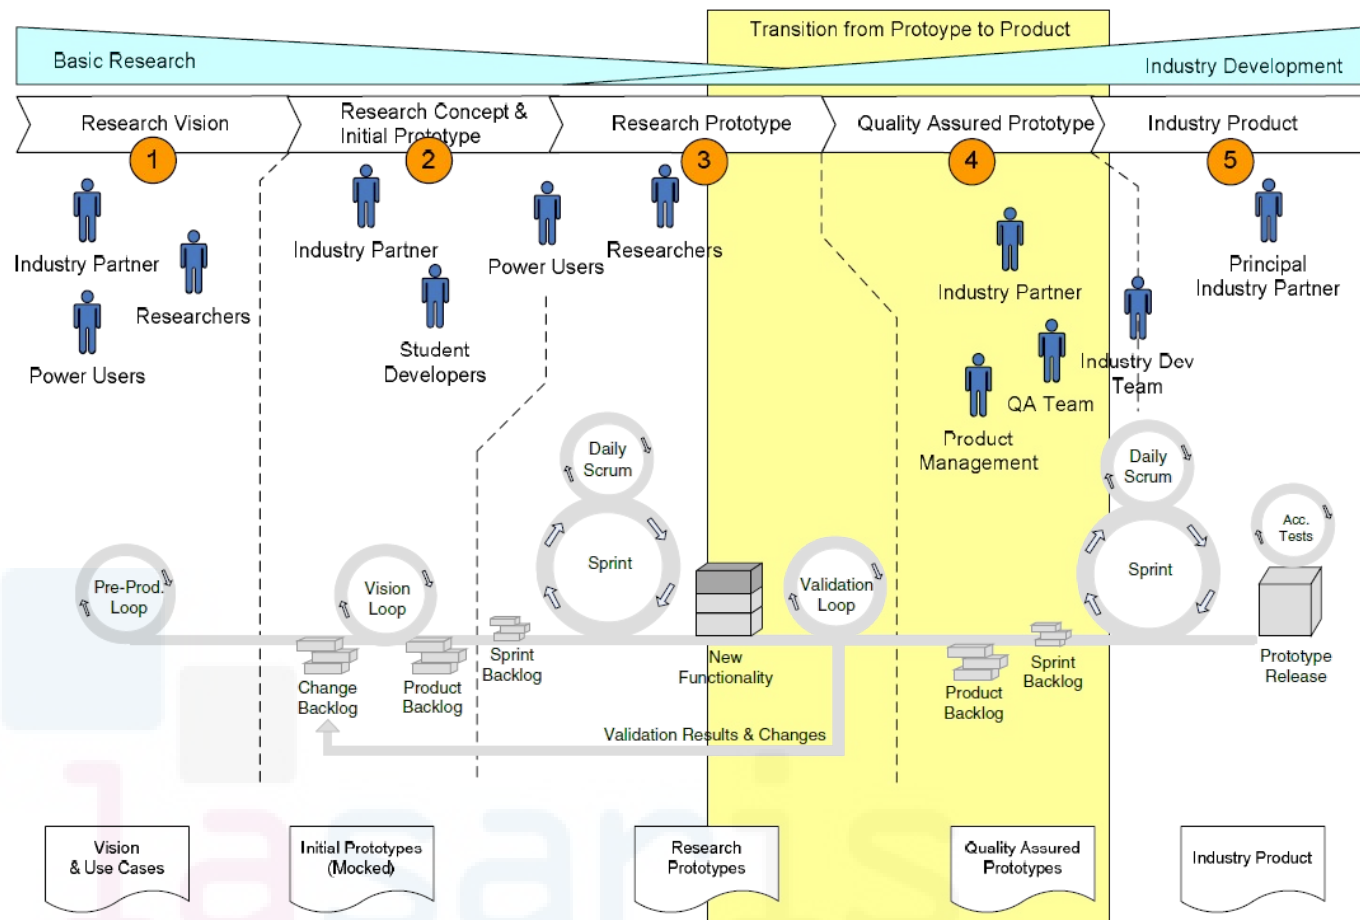 Transition from Protoype to Product
Basic Research
Industry Development
Research Vision
Research Concept &
Initial Prototype
Research Prototype
Quality Assured Prototype
Industry Product
1
2
3
4
5
Industry Partner
Researchers
Power Users
Industry Partner
Student
Developers
Power Users
Researchers
Industry Partner
QA Team
Product
Management
Industry Dev
Team
Principal
Industry Partner
Pre-Prod.
Loop
Vision
Loop
Daily
Scrum
Sprint
Validation
Loop
Daily
Scrum
Sprint
Acc.
Tests
Change
Backlog
Product
Backlog
Sprint
Backlog
New
Functionality
Product
Backlog
Sprint
Backlog
Prototype
Release
Validation Results & Changes
Vision
& Use Cases
Initial Prototypes
(Mocked)
Research
Prototypes
Quality Assured
Prototypes
Industry Product
lasaris